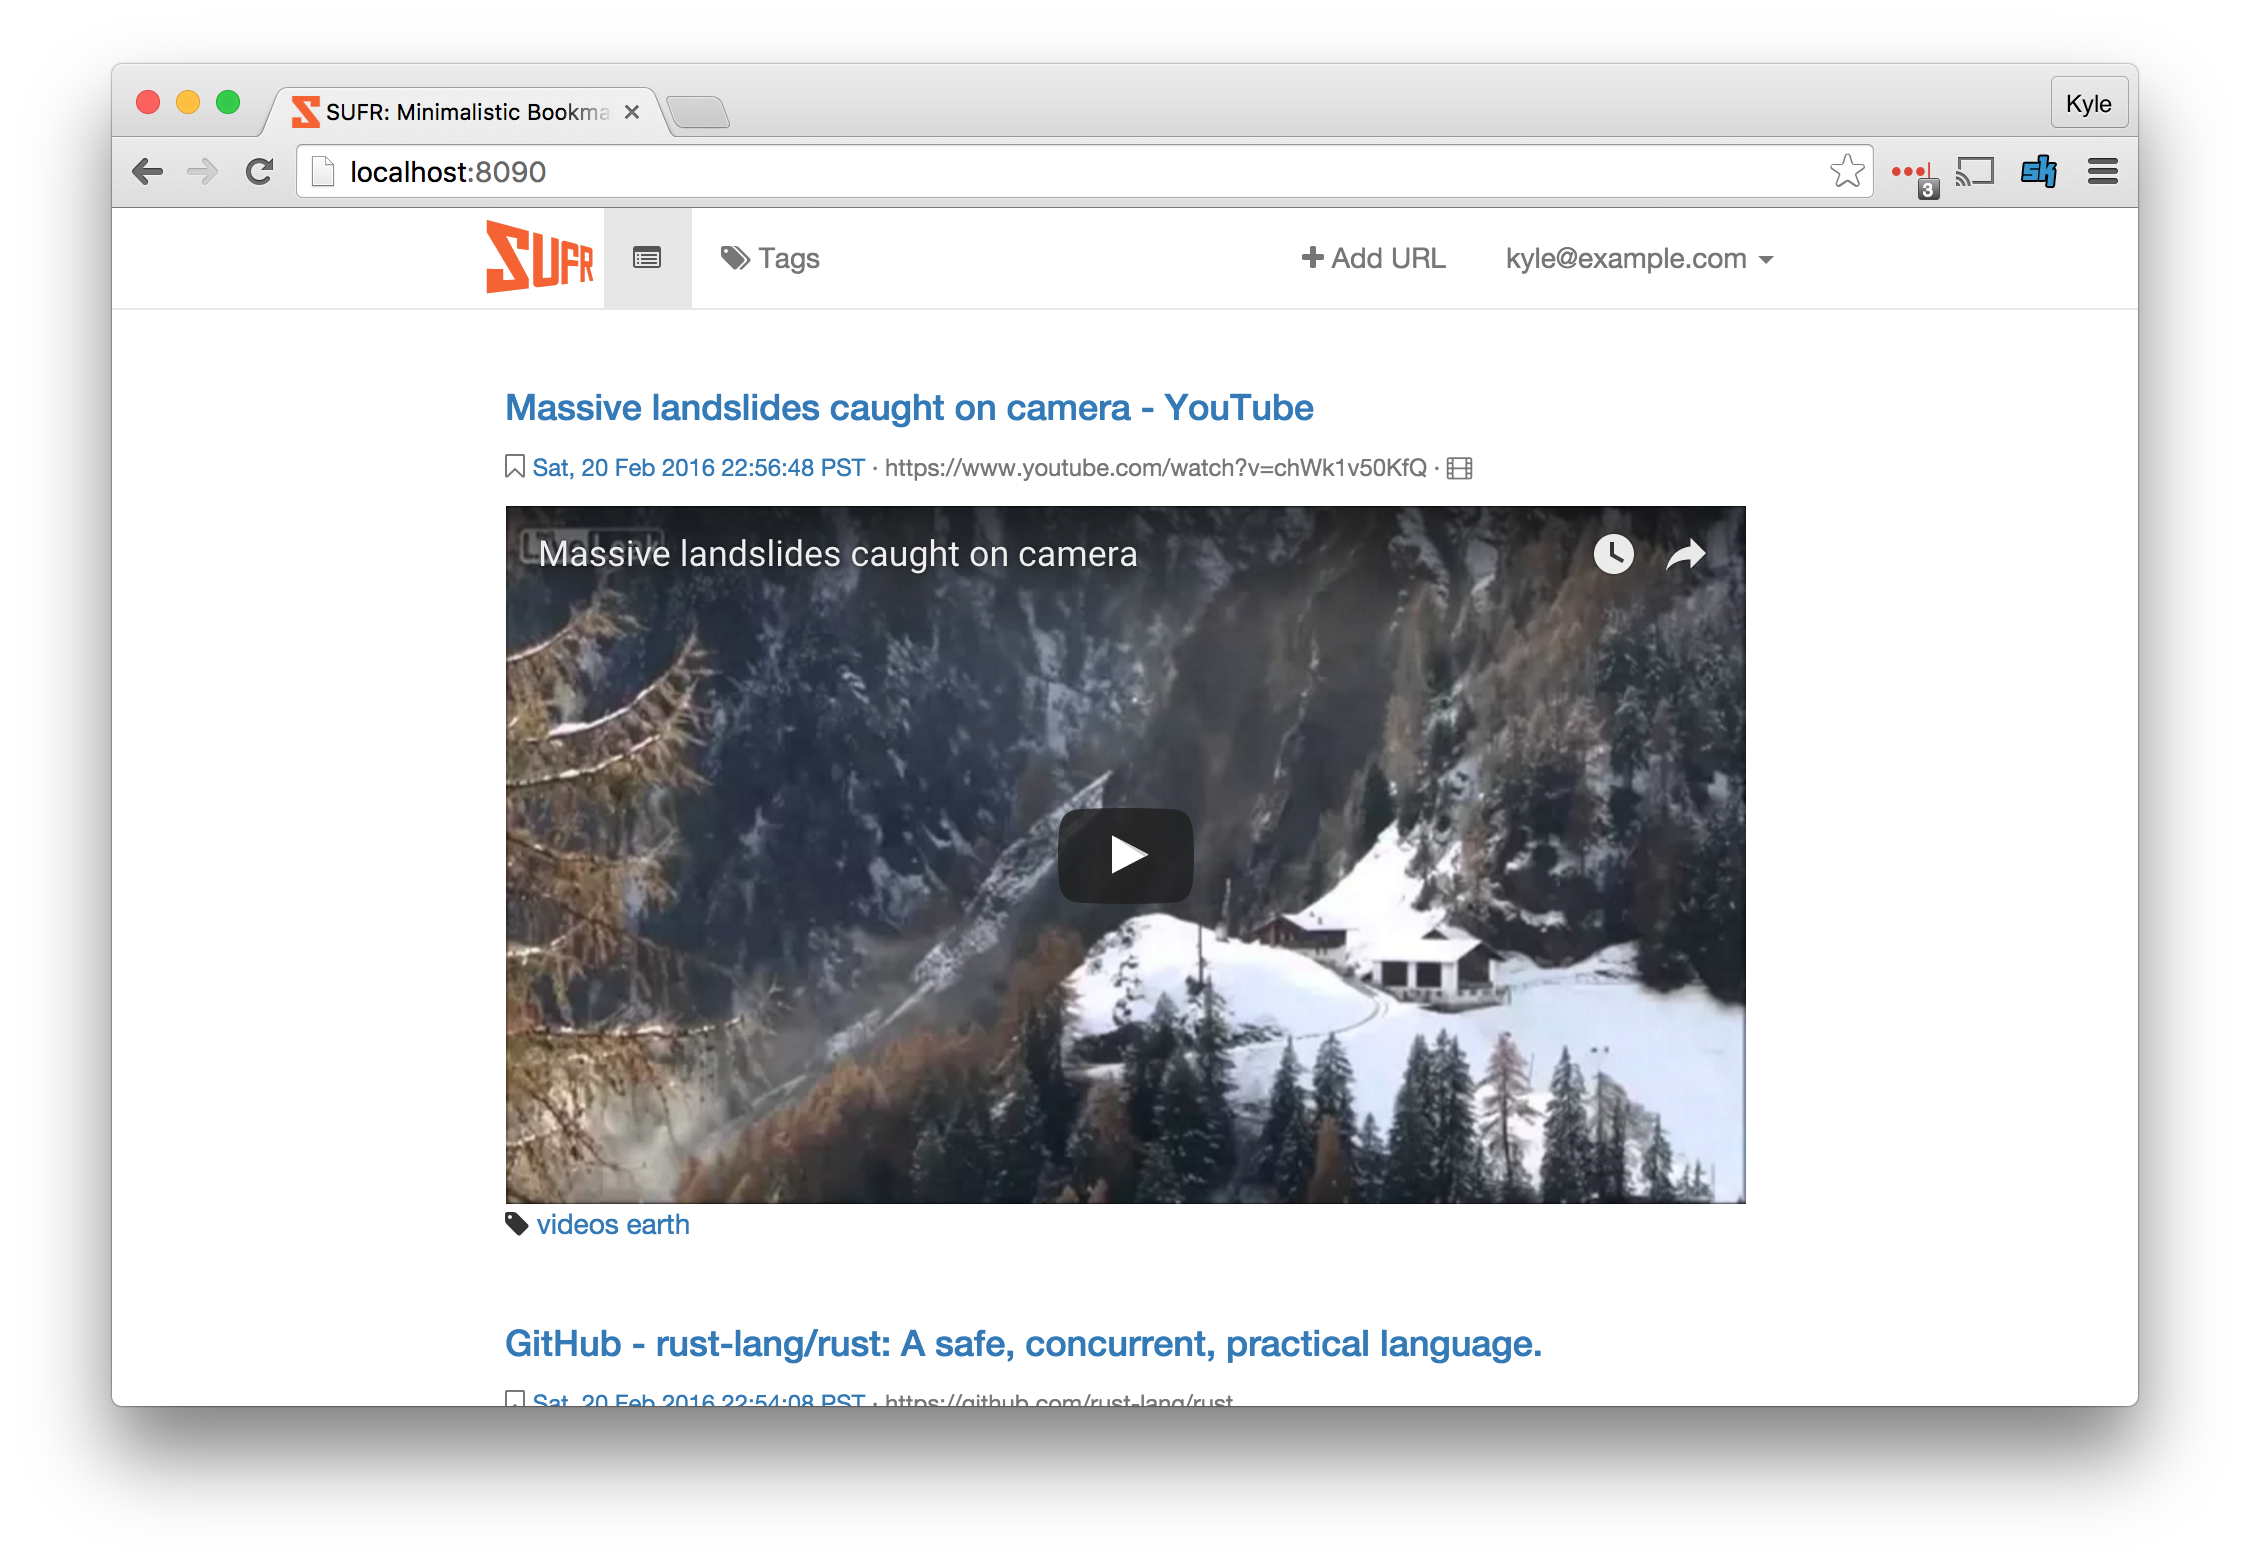 SUFR: Minimalistic Bookma
Kyle
localhost:8090
3
sk
SUFR
Tags
Add URL
kyle@example.com
Massive landslides caught on camera - YouTube
Sat, 20 Feb 2016 22:56:48 PST · https://www.youtube.com/watch?v=chWk1v50KfQ ·
Massive landslides caught on camera
videos earth
GitHub - rust-lang/rust: A safe, concurrent, practical language.
Sat, 20 Feb 2016 22:54:08 PST · https://github.com/rust-lang/rust